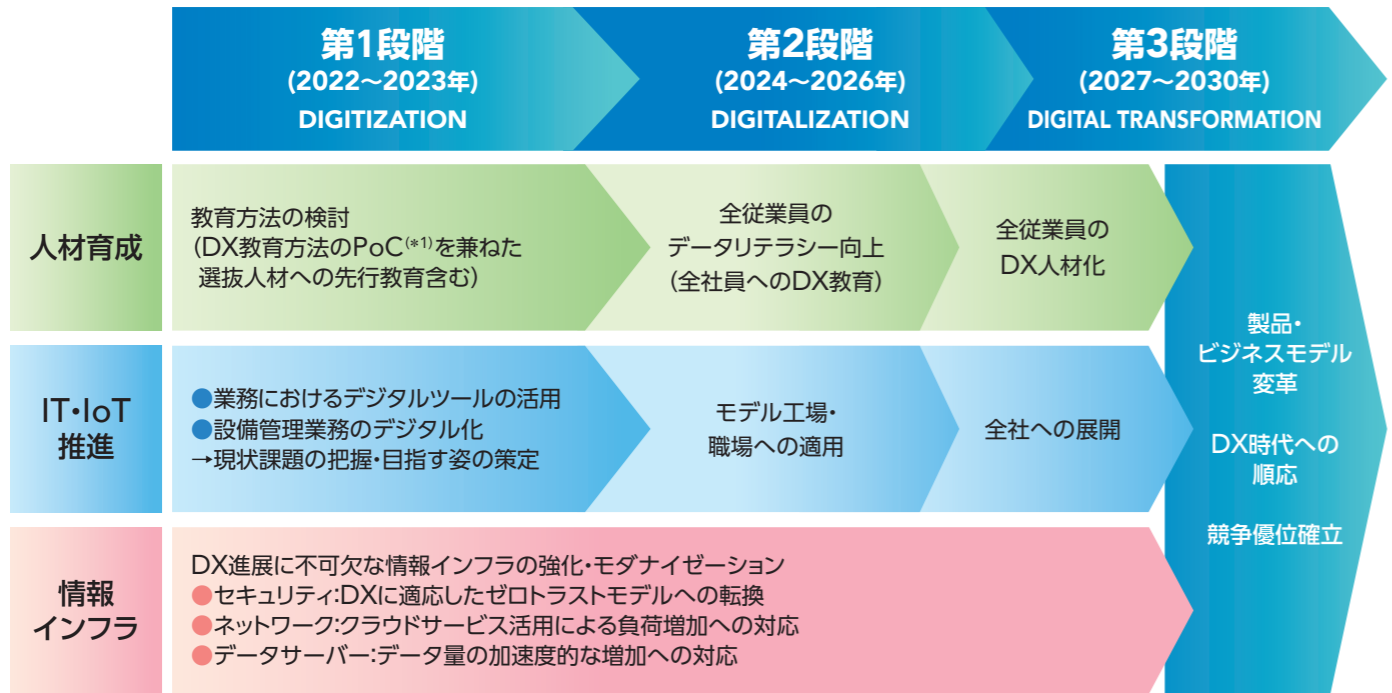 第1段階
(2022～2023年)
DIGITIZATION
第2段階
(2024～2026年)
DIGITALIZATION
第3段階
(2027～2030年)
DIGITAL TRANSFORMATION
人材育成
教育方法の検討
(DX教育方法のPoC(*1)を兼ねた
選抜人材への先行教育含む)
全従業員の
データリテラシー向上
(全社員へのDX教育)
全従業員の
DX人材化
IT・IoT
推進
●業務におけるデジタルツールの活用
●設備管理業務のデジタル化
→現状課題の把握・目指す姿の策定
モデル工場・
職場への適用
全社への展開
情報
インフラ
DX進展に不可欠な情報インフラの強化・モダナイゼーション
●セキュリティ:DXに適応したゼロトラストモデルへの転換
●ネットワーク:クラウドサービス活用による負荷増加への対応
●データサーバー:データ量の加速度的な増加への対応
製品・
ビジネスモデル
変革
DX時代への
順応
競争優位確立